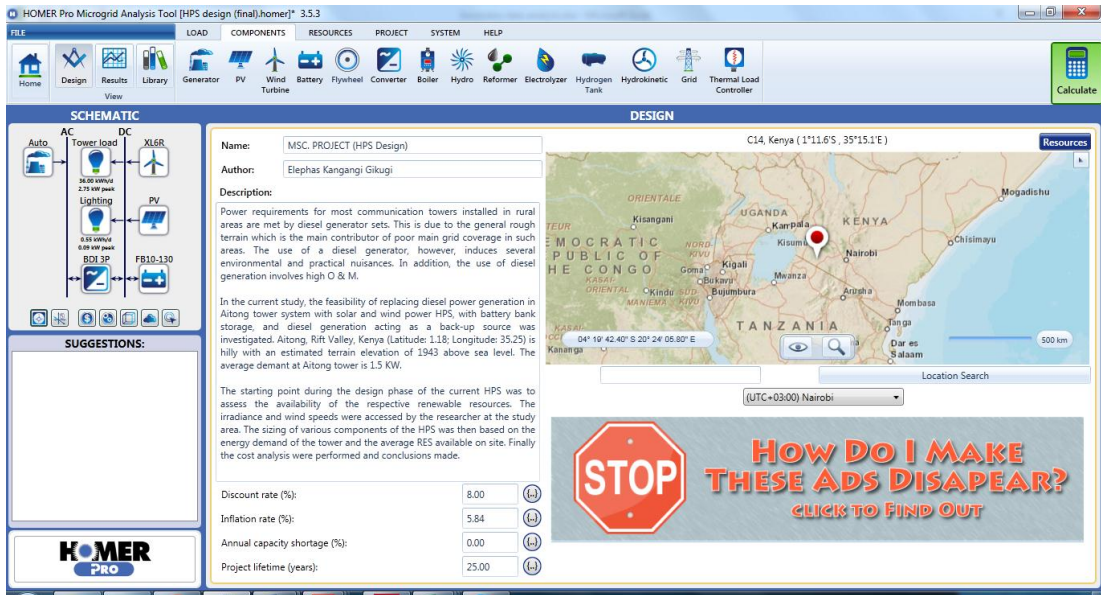 HOMER Pro Microgrid Analysis Tool [HPS design (final).homer]* 3.5.3
FILE
LOAD COMPONENTS RESOURCES PROJECT SYSTEM HELP
Home
Design
Results
Library
View
Generator
PV
Wind
Turbine
Battery
Flywheel
Converter
Boiler
Hydro
Reformer
Electrolyzer
Hydrogen
Tank
Hydrokinetic
Grid
Thermal Load
Controller
Calculate
SCHEMATIC
AC DC
Auto
Tower load
XL6R
36.00 kWh/d
2.75 kW peak
Lighting
PV
0.55 kWh/d
0.09 kW peak
BDI 3P
FB10-130
SUGGESTIONS:
HOMER
PRO
DESIGN
Name: MSC. PROJECT (HPS Design)
Author: Elephas Kangangi Gikugi
Description:
Power requirements for most communication towers installed in rural
areas are met by diesel generator sets. This is due to the general rough
terrain which is the main contributor of poor main grid coverage in such
areas. The use of a diesel generator, however, induces several
environmental and practical nuisances. In addition, the use of diesel
generation involves high O & M.
In the current study, the feasibility of replacing diesel power generation in
Aitong tower system with solar and wind power HPS, with battery bank
storage, and diesel generation acting as a back-up source was
investigated. Aitong, Rift Valley, Kenya (Latitude: 1.18; Longitude: 35.25) is
hilly with an estimated terrain elevation of 1943 above sea level. The
average demant at Aitong tower is 1.5 KW.
The starting point during the design phase of the current HPS was to
assess the availability of the respective renewable resources. The
irradiance and wind speeds were accessed by the researcher at the study
area. The sizing of various components of the HPS was then based on the
energy demand of the tower and the average RES available on site. Finally
the cost analysis were performed and conclusions made.
Discount rate (%): 8.00 {..}
Inflation rate (%): 5.84 {..}
Annual capacity shortage (%): 0.00 {..}
Project lifetime (years): 25.00 {..}
C14, Kenya ( 1°11.6'S , 35°15.1'E )
Resources
Mogadishu
ORIENTALE
UGANDA
Kisangani
Kampala
KENYA
Chisimayu
Kisumu
NORD-
KIVU
Nairobi
PUBLIC OF
HE CONGO
Goma
Kigali
KASAI-
ORIENTAL
Bukavu
Mwanza
Kindu
SUD-
KIVU
Bujumbura
MANIEMA
Arusha
Mombasa
TANZANIA
Tanga
Dar es
Salaam
Kananga
04° 19' 42.40" S 20° 24' 05.80" E
500 km
Location Search
(UTC+03:00) Nairobi
STOP
HOW DO I MAKE
THESE ADS DISAPEAR?
CLICK TO FIND OUT